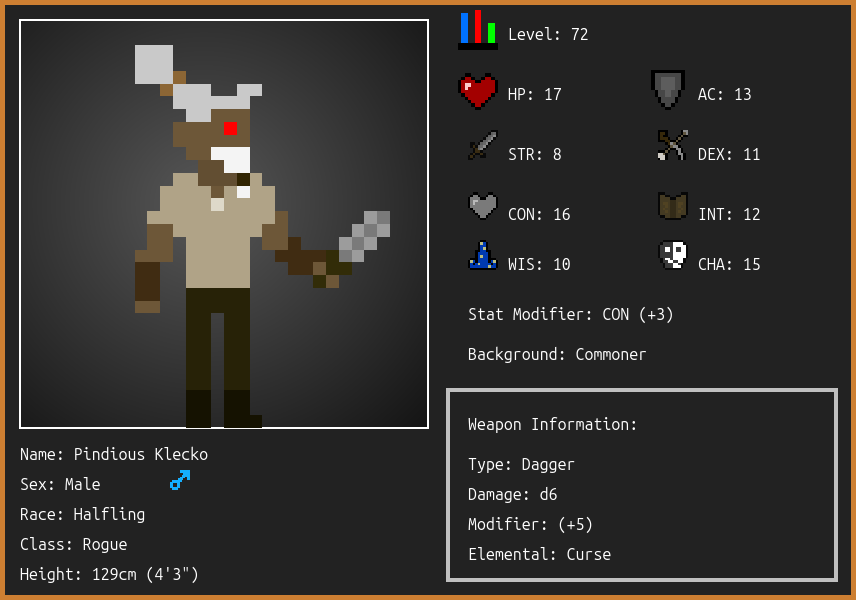 Level: 72
HP: 17
AC: 13
STR: 8
DEX: 11
CON: 16
INT: 12
WIS: 10
CHA: 15
Stat Modifier: CON (+3)
Background: Commoner
Weapon Information:
Type: Dagger
Damage: d6
Modifier: (+5)
Elemental: Curse
Name: Pindious Klecko
Sex: Male
Race: Halfling
Class: Rogue
Height: 129cm (4'3")